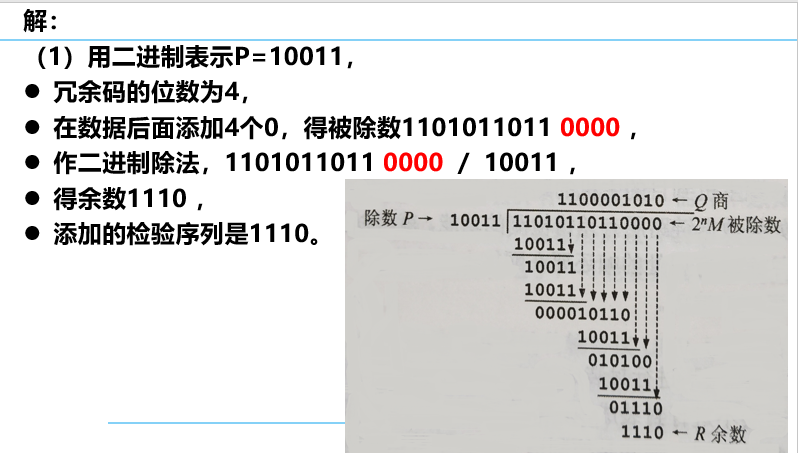 解：
（1）用二进制表示P=10011，
● 冗余码的位数为4，
● 在数据后面添加4个0，得被除数1101011011 0000 ，
● 作二进制除法，1101011011 0000 / 10011 ，
● 得余数1110 ，
● 添加的检验序列是1110。
1100001010 ← Q 商
除数 P→ 10011 11010110110000 ← 2ⁿM 被除数
10011
10011
10011
000010110
10011
010100
10011
01110
1110 ← R 余数